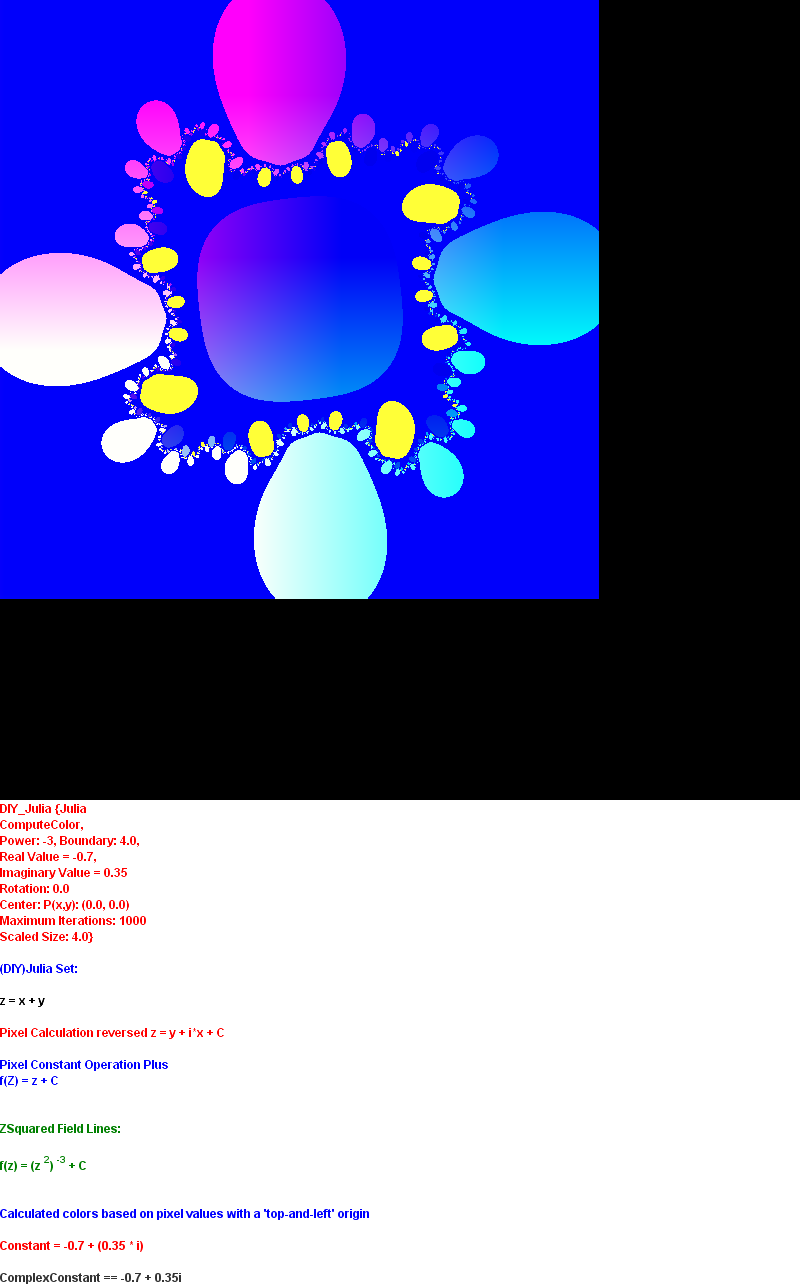 DIY_Julia {Julia
ComputeColor,
Power: -3, Boundary: 4.0,
Real Value = -0.7,
Imaginary Value = 0.35
Rotation: 0.0
Center: P(x,y): (0.0, 0.0)
Maximum Iterations: 1000
Scaled Size: 4.0}
(DIY)Julia Set:
z = x + y
Pixel Calculation reversed z = y + i*x + C
Pixel Constant Operation Plus
f(Z) = z + C
ZSquared Field Lines:
f(z) = (z 2) -3 + C
Calculated colors based on pixel values with a 'top-and-left' origin
Constant = -0.7 + (0.35 * i)
ComplexConstant == -0.7 + 0.35i